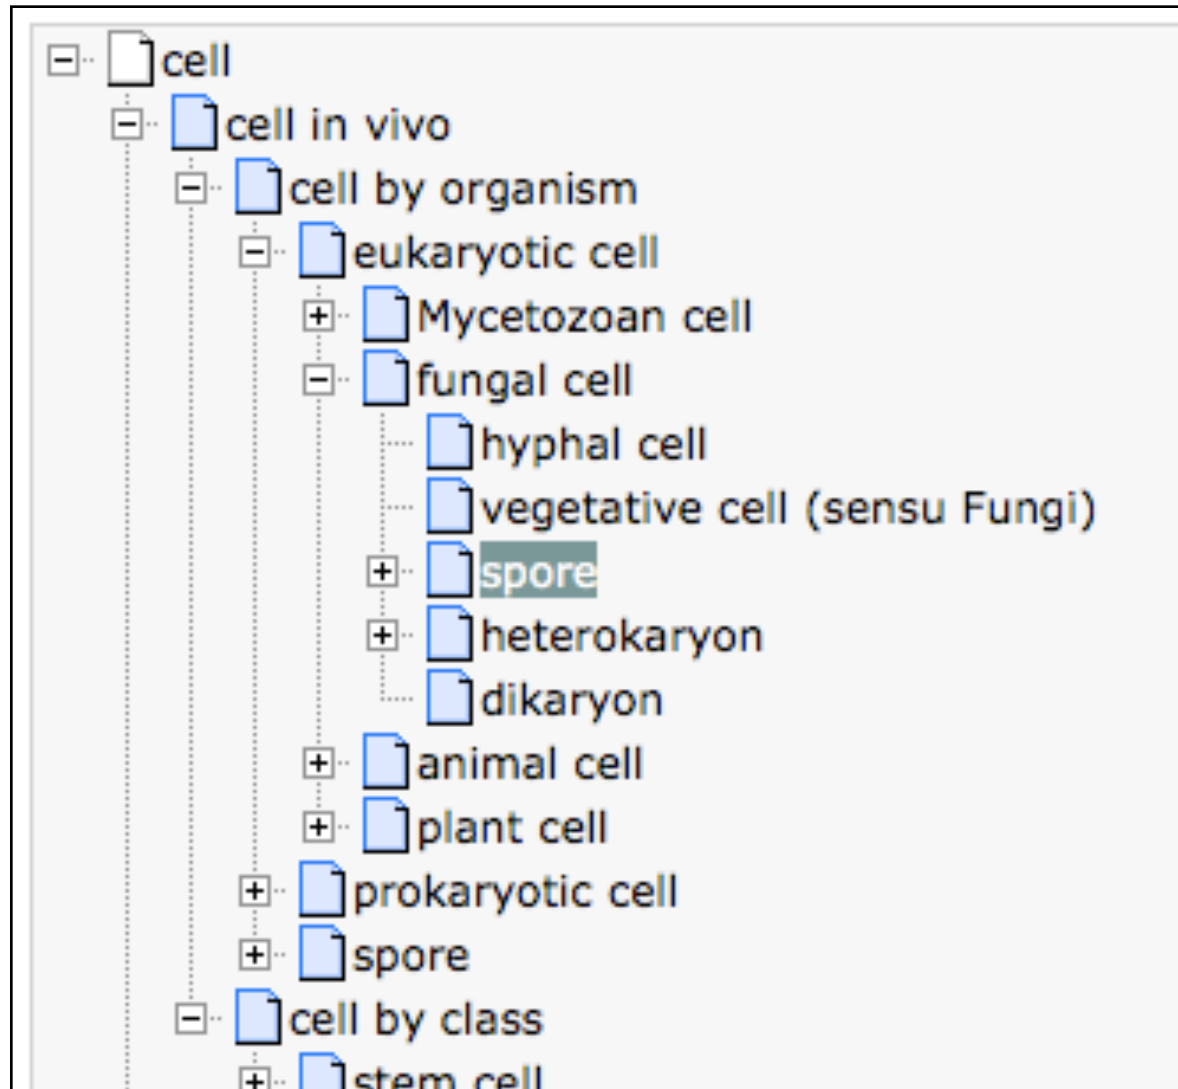 cell
cell in vivo
cell by organism
eukaryotic cell
Mycetozoan cell
fungal cell
hyphal cell
vegetative cell (sensu Fungi)
spore
heterokaryon
dikaryon
animal cell
plant cell
prokaryotic cell
spore
cell by class
stem cell